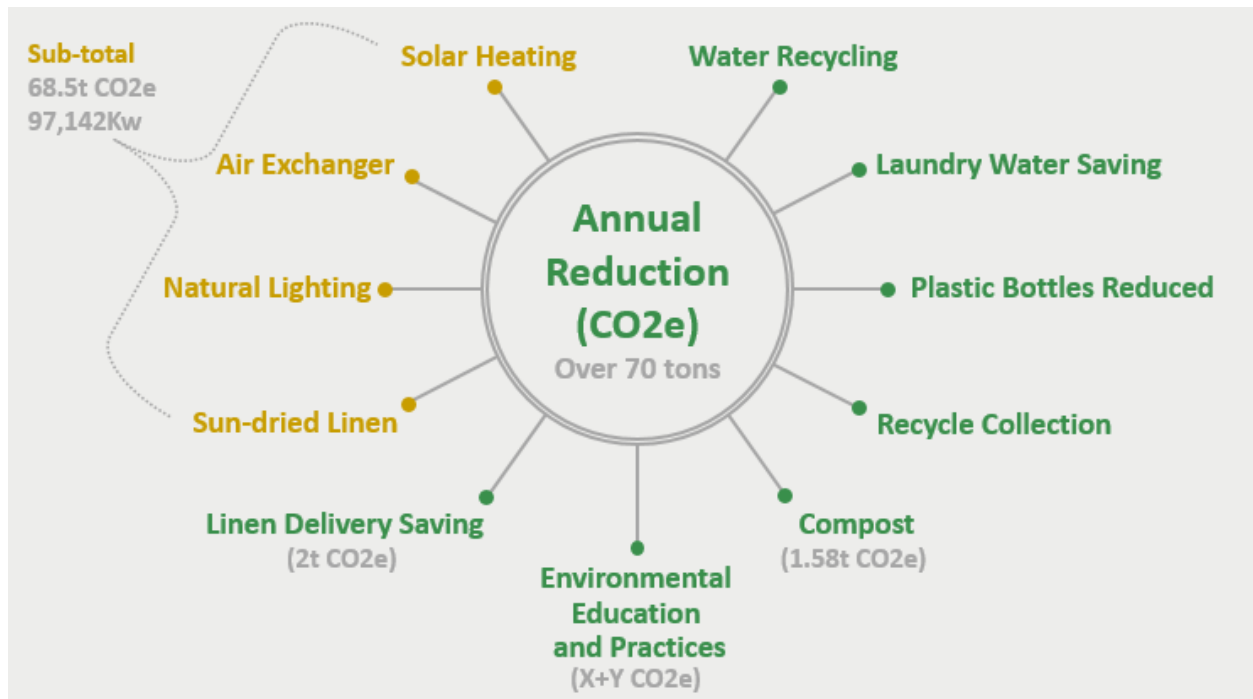 Sub-total
68.5t CO2e
97,142Kw
Solar Heating
Water Recycling
Air Exchanger
Laundry Water Saving
Natural Lighting
Plastic Bottles Reduced
Sun-dried Linen
Recycle Collection
Linen Delivery Saving
(2t CO2e)
Compost
(1.58t CO2e)
Environmental
Education
and Practices
(X+Y CO2e)
Annual
Reduction
(CO2e)
Over 70 tons